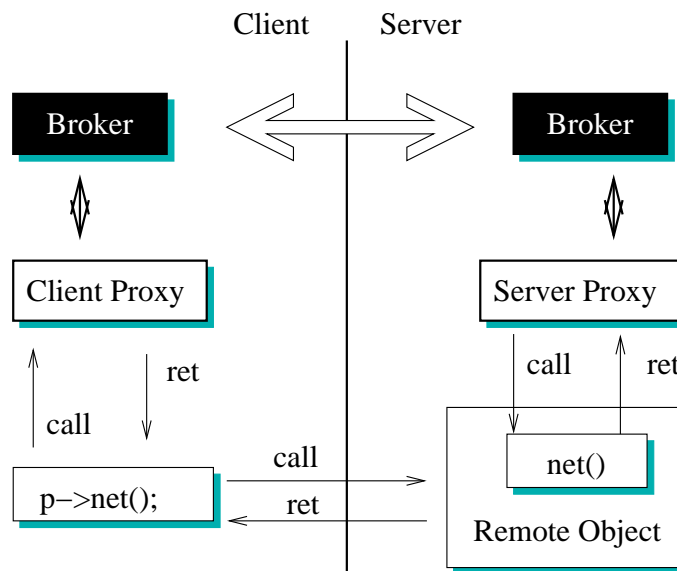 Client
Server
Broker
Broker
Client Proxy
Server Proxy
call
ret
call
ret
p->net();
call
ret
net()
Remote Object